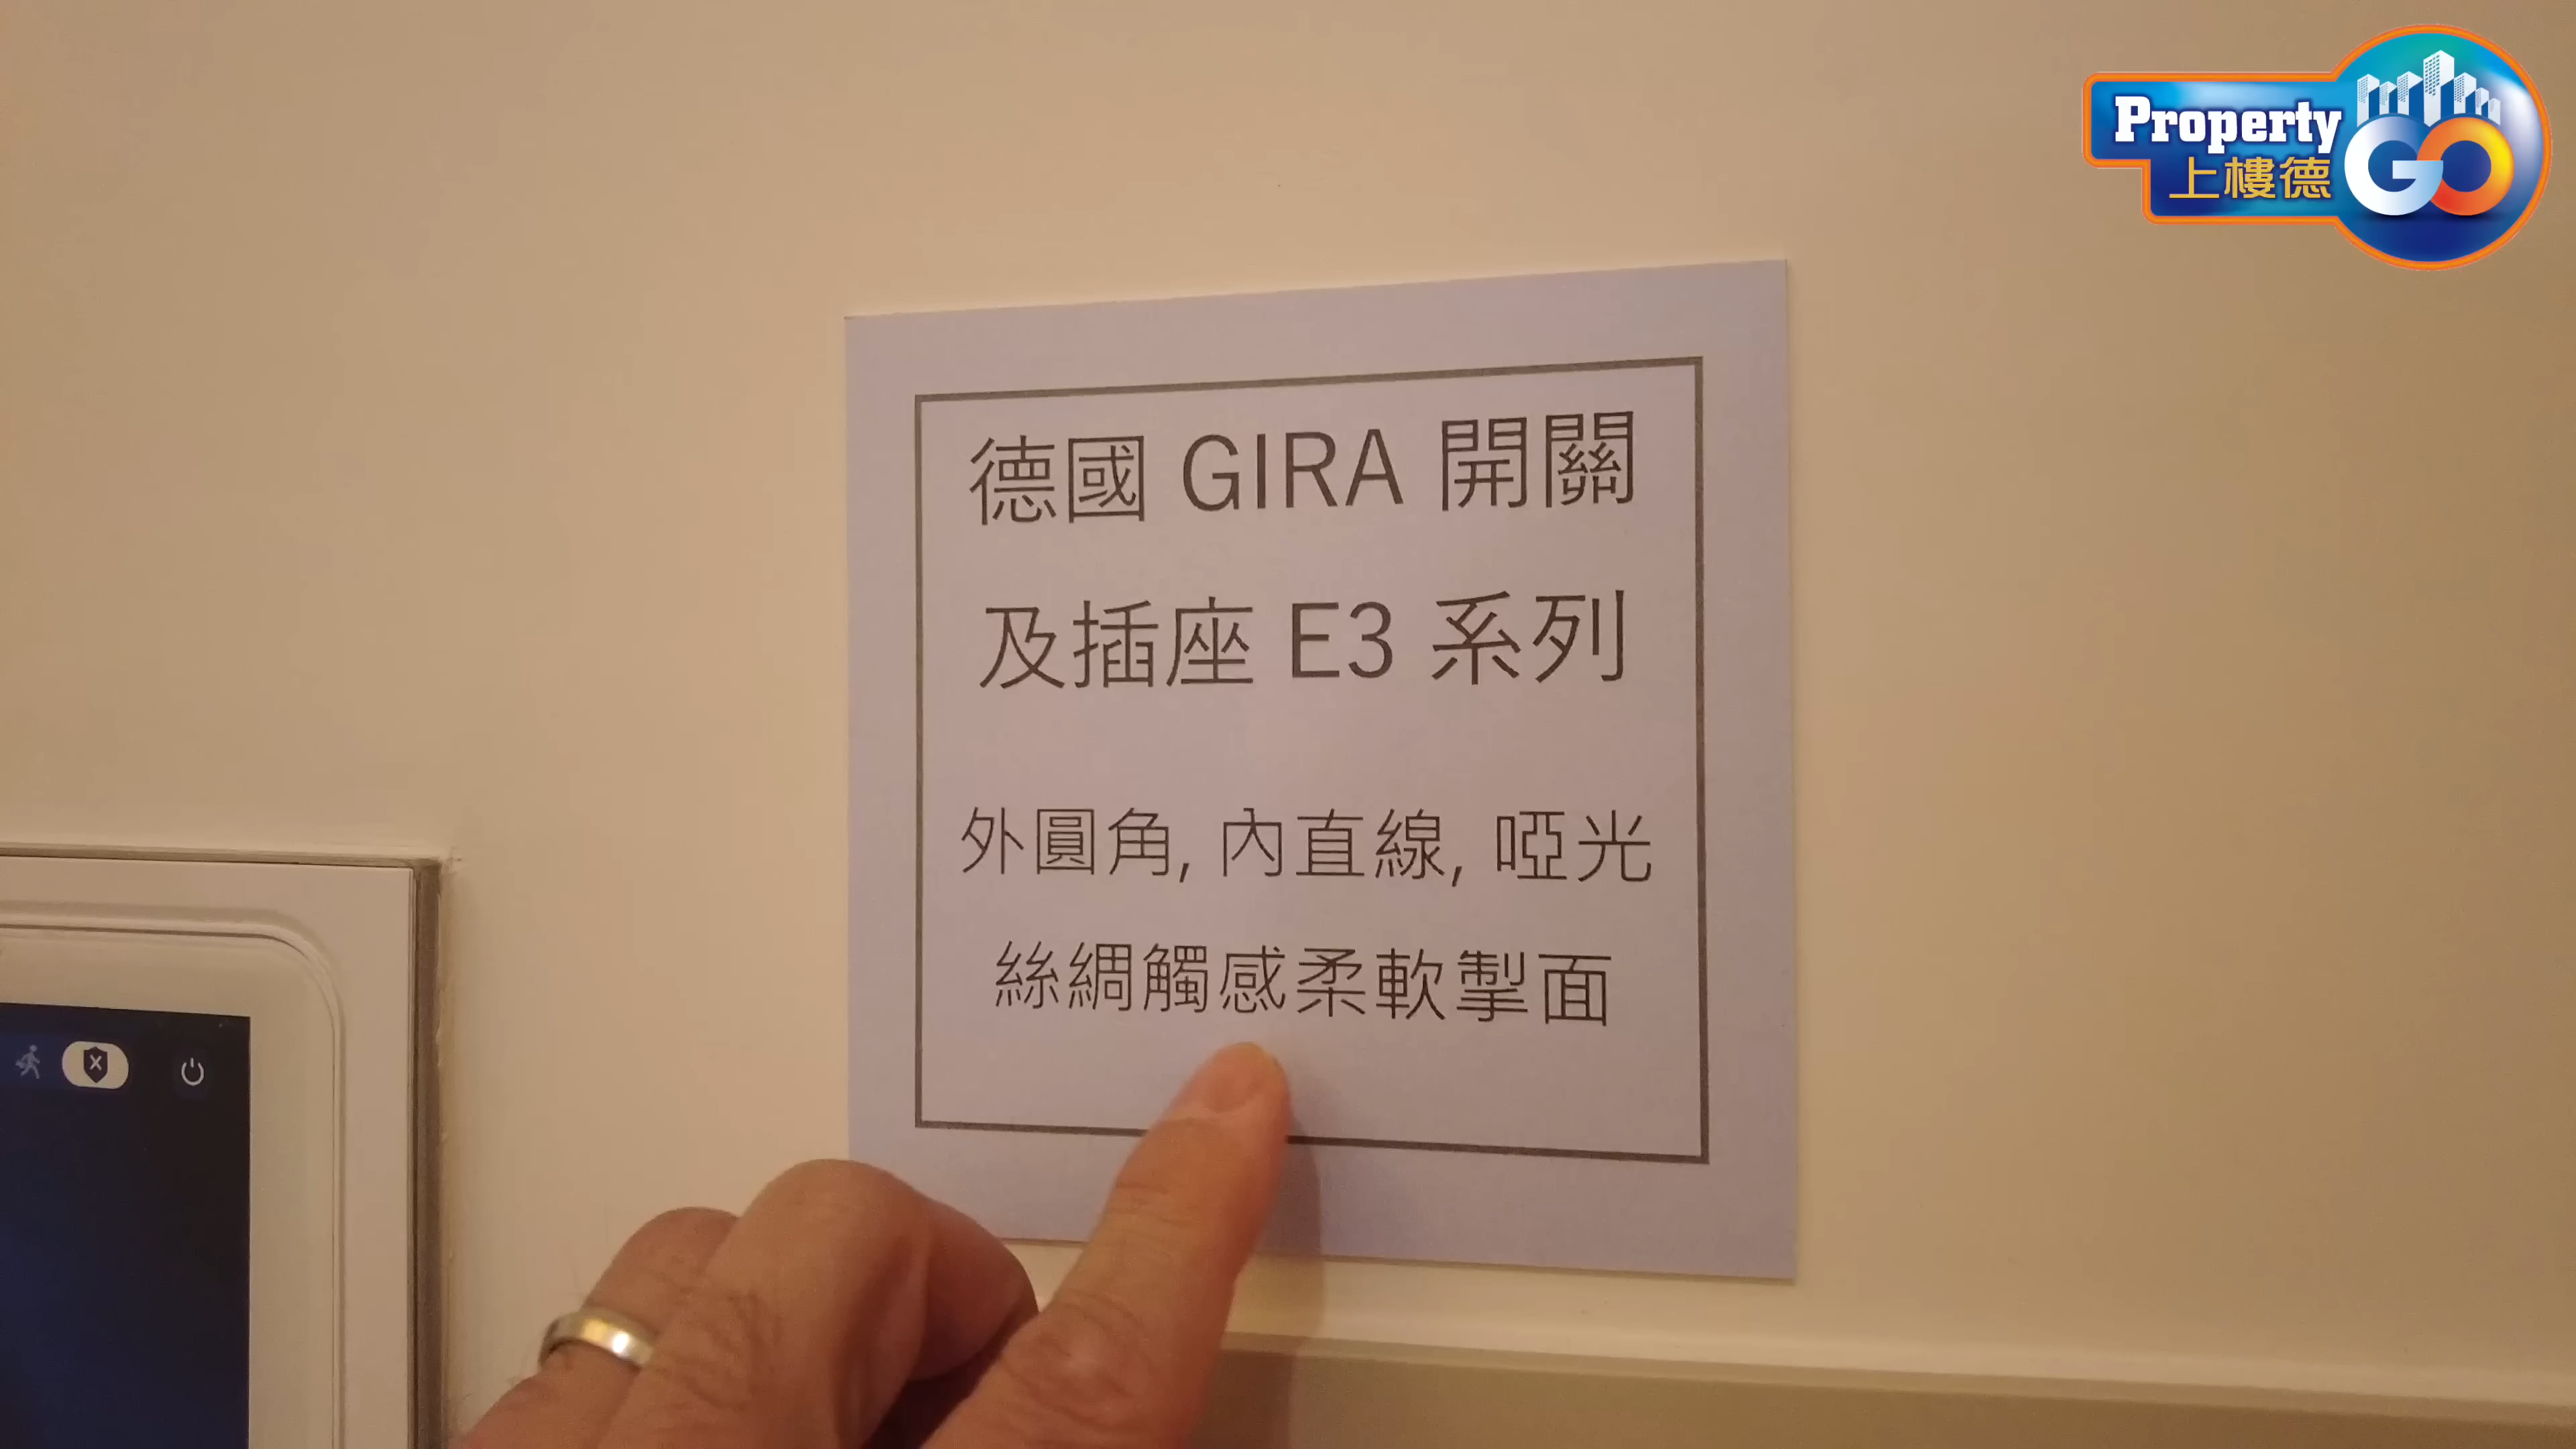 Property
上樓德
GO
德國 GIRA 開關
及插座 E3 系列
外圓角, 內直線, 啞光
絲綢觸感柔軟掣面